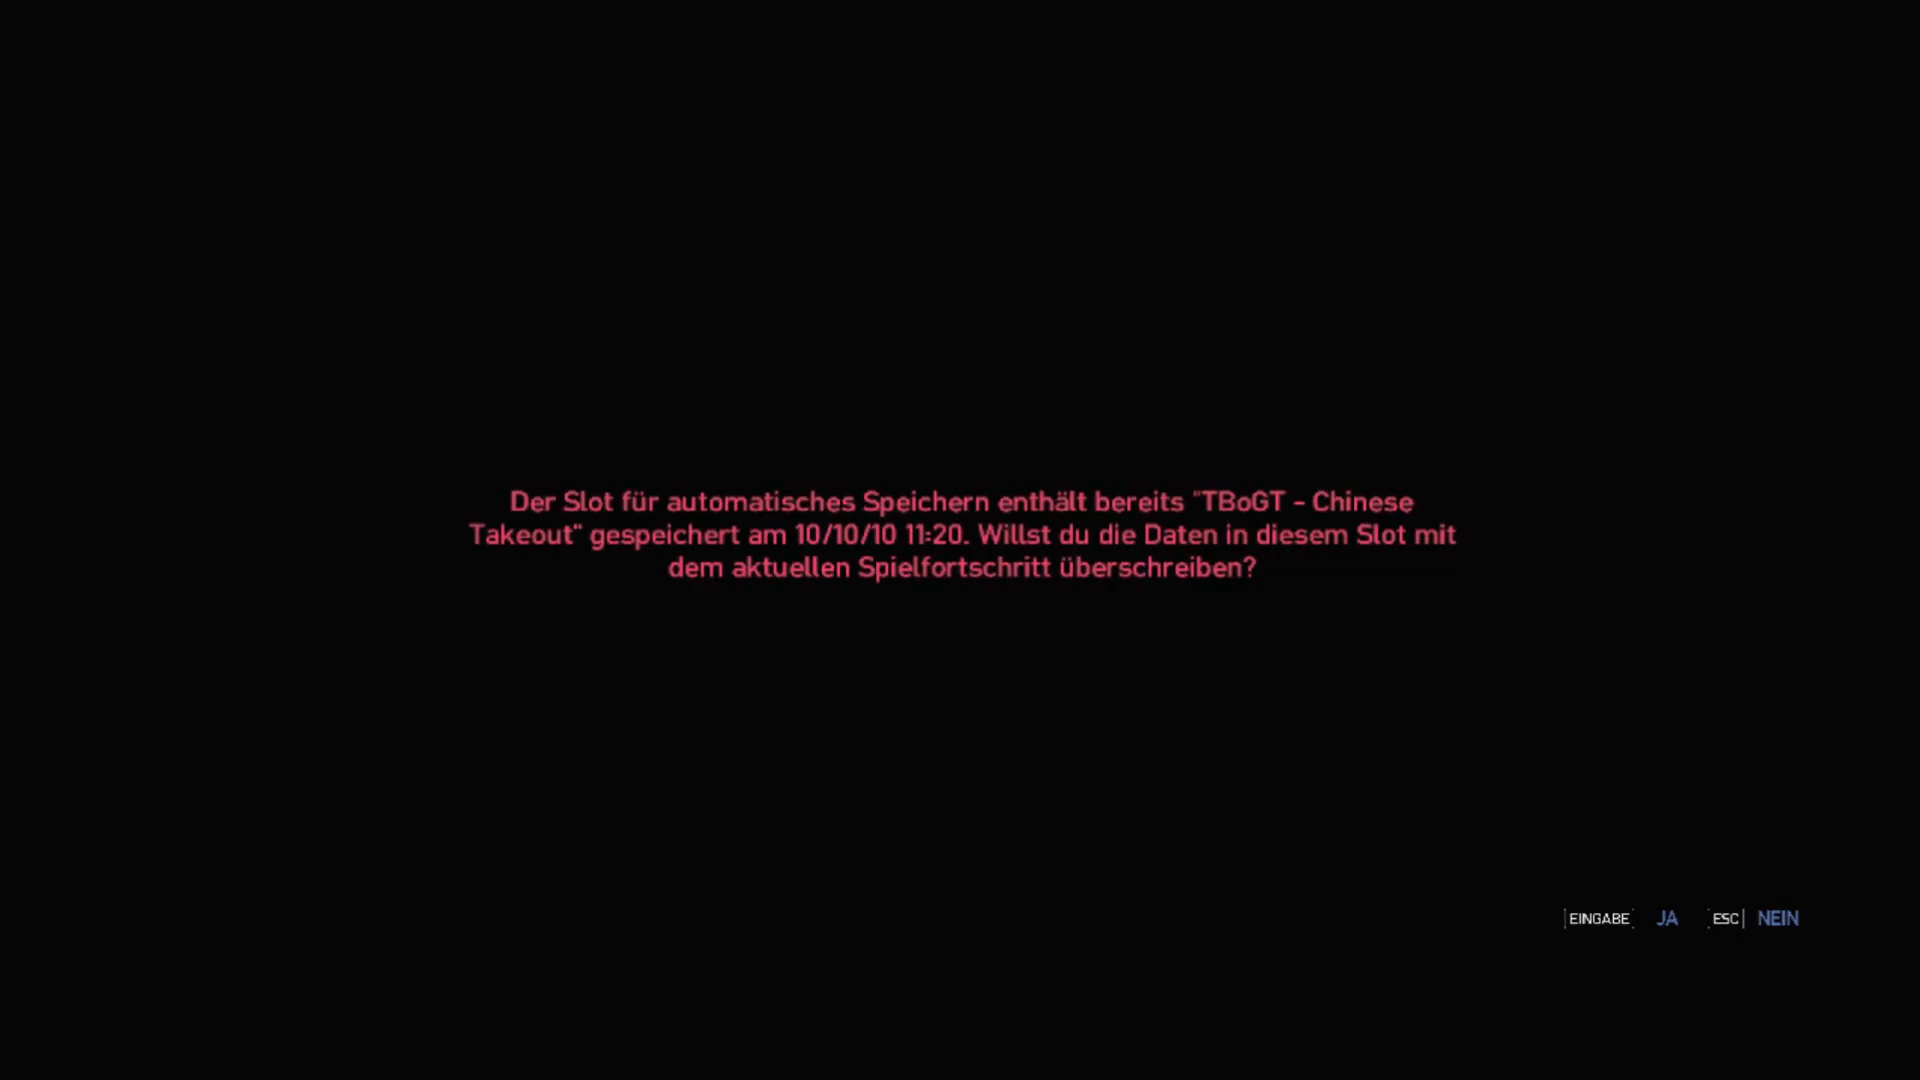 Der Slot für automatisches Speichern enthält bereits "TBoGT - Chinese
Takeout" gespeichert am 10/10/10 11:20. Willst du die Daten in diesem Slot mit
dem aktuellen Spielfortschritt überschreiben?
EINGABE JA ESC NEIN